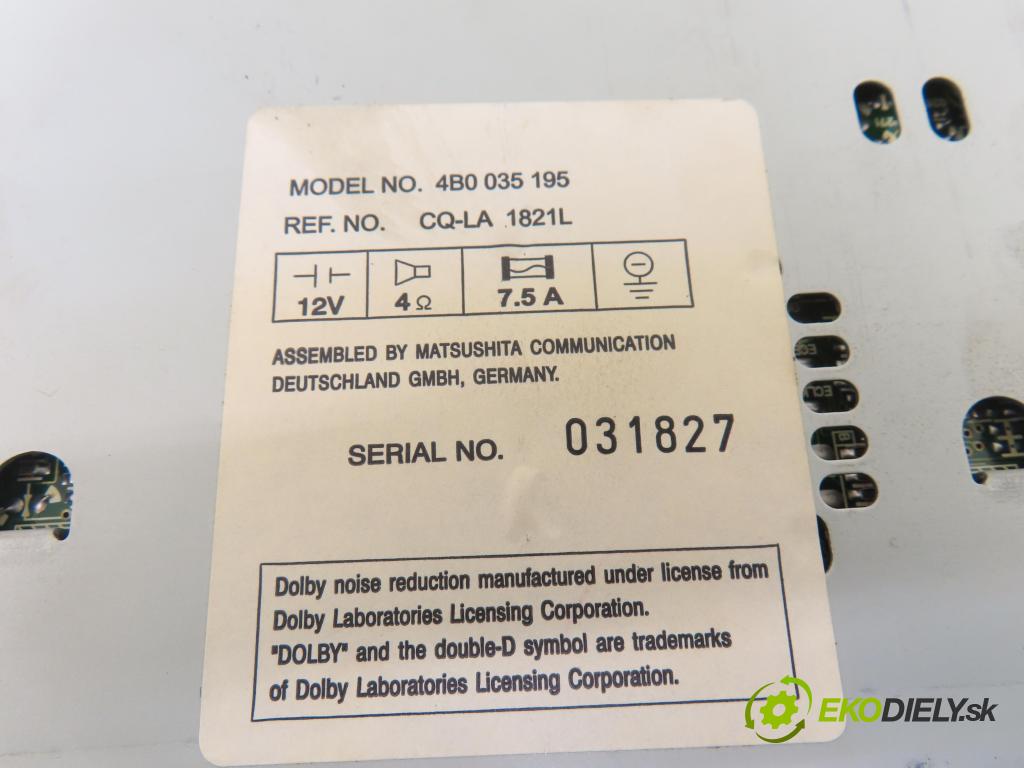 MODEL NO. 4B0 035 195
REF. NO. CQ-LA 1821L
12V 4Ω 7.5 A
ASSEMBLED BY MATSUSHITA COMMUNICATION
DEUTSCHLAND GMBH, GERMANY.
SERIAL NO. 031827
Dolby noise reduction manufactured under license from
Dolby Laboratories Licensing Corporation.
"DOLBY" and the double-D symbol are trademarks
of Dolby Laboratories Licensing Corporation.
EKODIELY.sk